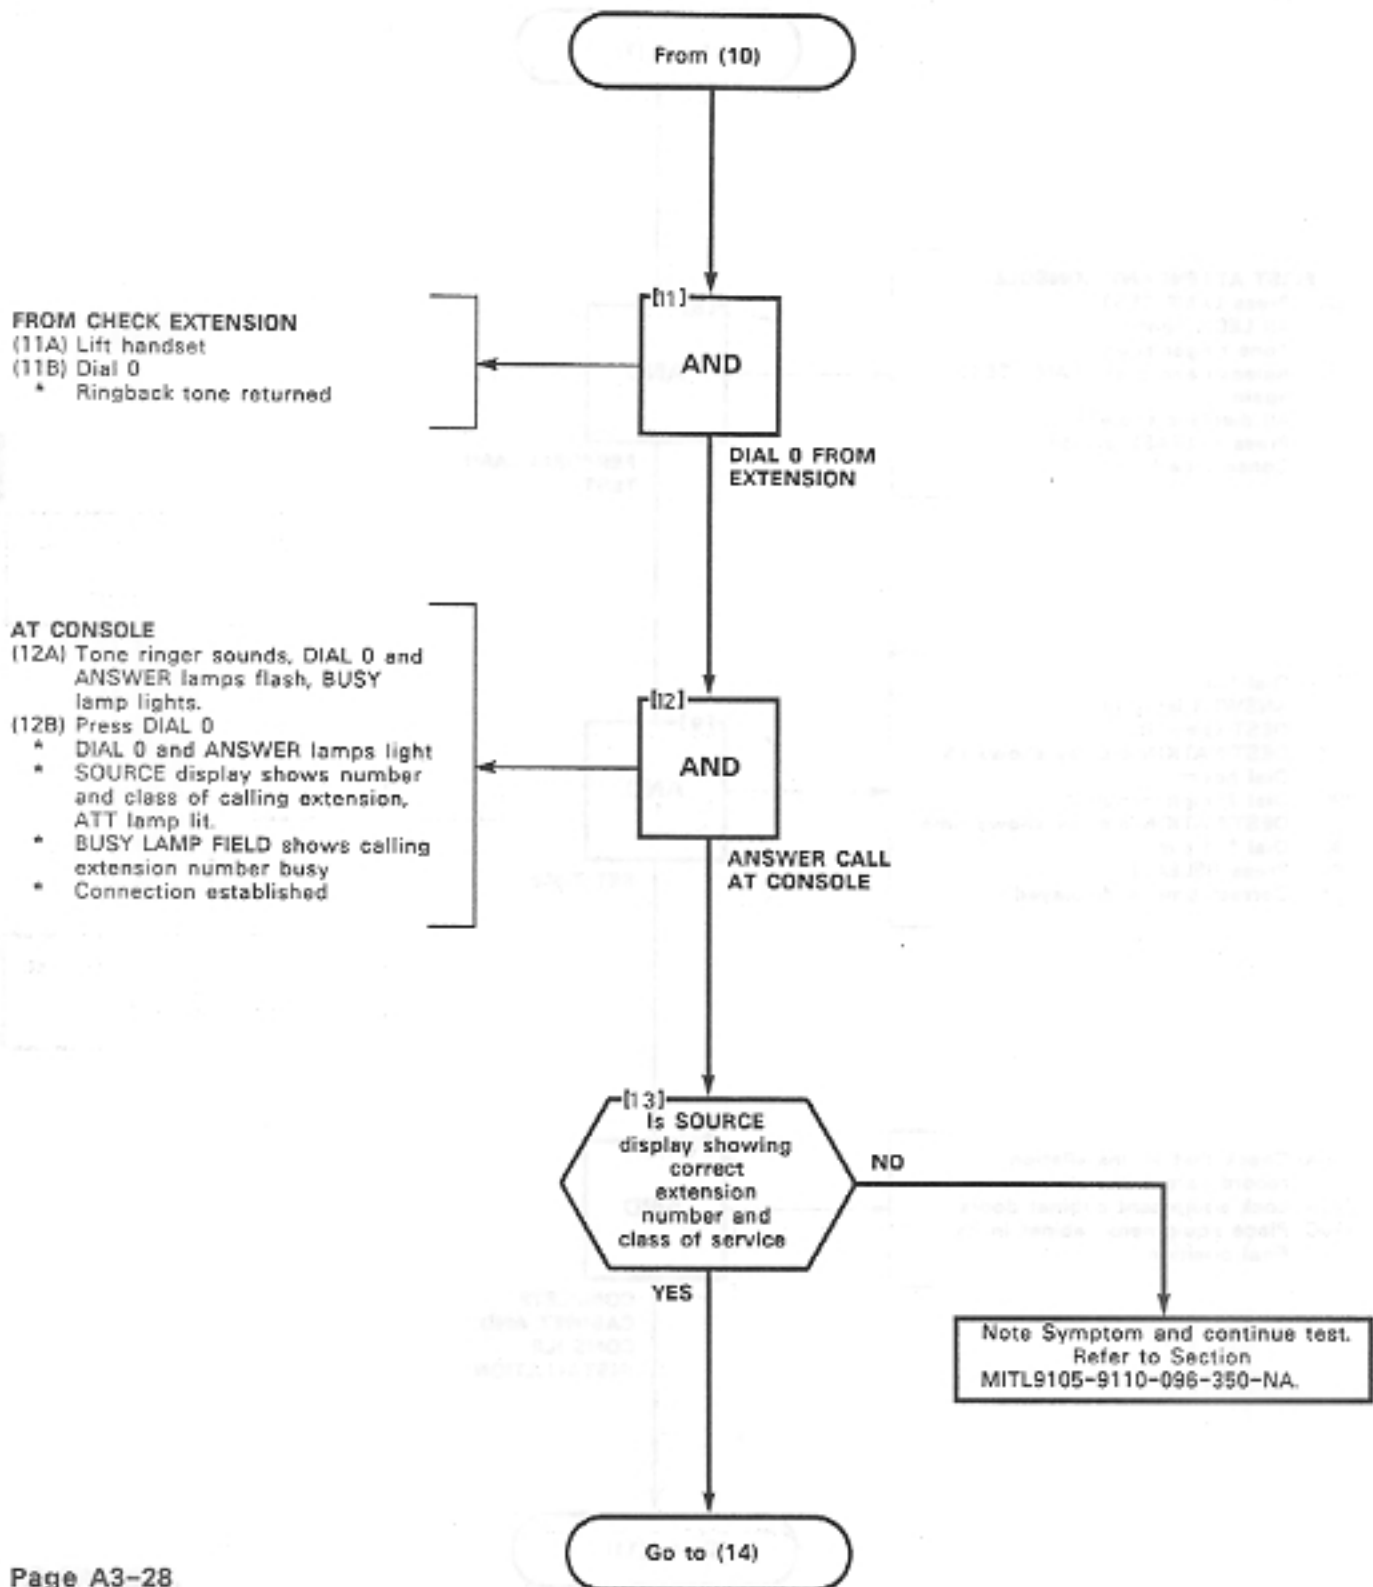 From (10)
[11]
AND
FROM CHECK EXTENSION
(11A) Lift handset
(11B) Dial 0
* Ringback tone returned
DIAL 0 FROM
EXTENSION
[12]
AND
AT CONSOLE
(12A) Tone ringer sounds, DIAL 0 and
ANSWER lamps flash, BUSY
lamp lights.
(12B) Press DIAL 0
* DIAL 0 and ANSWER lamps light
* SOURCE display shows number
and class of calling extension,
ATT lamp lit.
* BUSY LAMP FIELD shows calling
extension number busy
* Connection established
ANSWER CALL
AT CONSOLE
[13]
Is SOURCE
display showing
correct
extension
number and
class of service
NO
YES
Note Symptom and continue test.
Refer to Section
MITL9105-9110-096-350-NA.
Go to (14)
Page A3-28